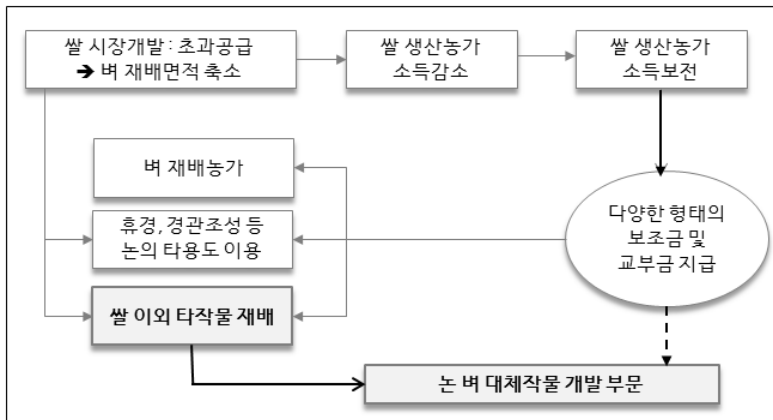 쌀 시장개발 : 초과공급
➔ 벼 재배면적 축소
쌀 생산농가
소득감소
쌀 생산농가
소득보전
벼 재배농가
휴경, 경관조성 등
논의 타용도 이용
다양한 형태의
보조금 및
교부금 지급
쌀 이외 타작물 재배
논 벼 대체작물 개발 부문